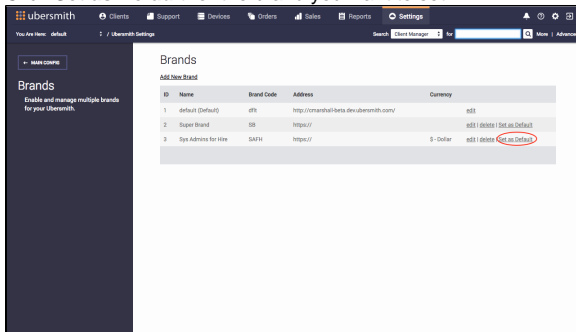 ubersmith Clients Support Devices Orders Sales Reports Settings
You Are Here: default / Ubersmith Settings Search Client Manager for More | Advance
← MAIN CONFIG
Brands
Enable and manage multiple brands
for your Ubersmith.
Brands
Add New Brand
ID Name Brand Code Address Currency
1 default (Default) dflt http://cmarshall-beta.dev.ubersmith.com/ edit
2 Super Brand SB https:// edit | delete | Set as Default
3 Sys Admins for Hire SAFH https:// $ - Dollar edit | delete | Set as Default